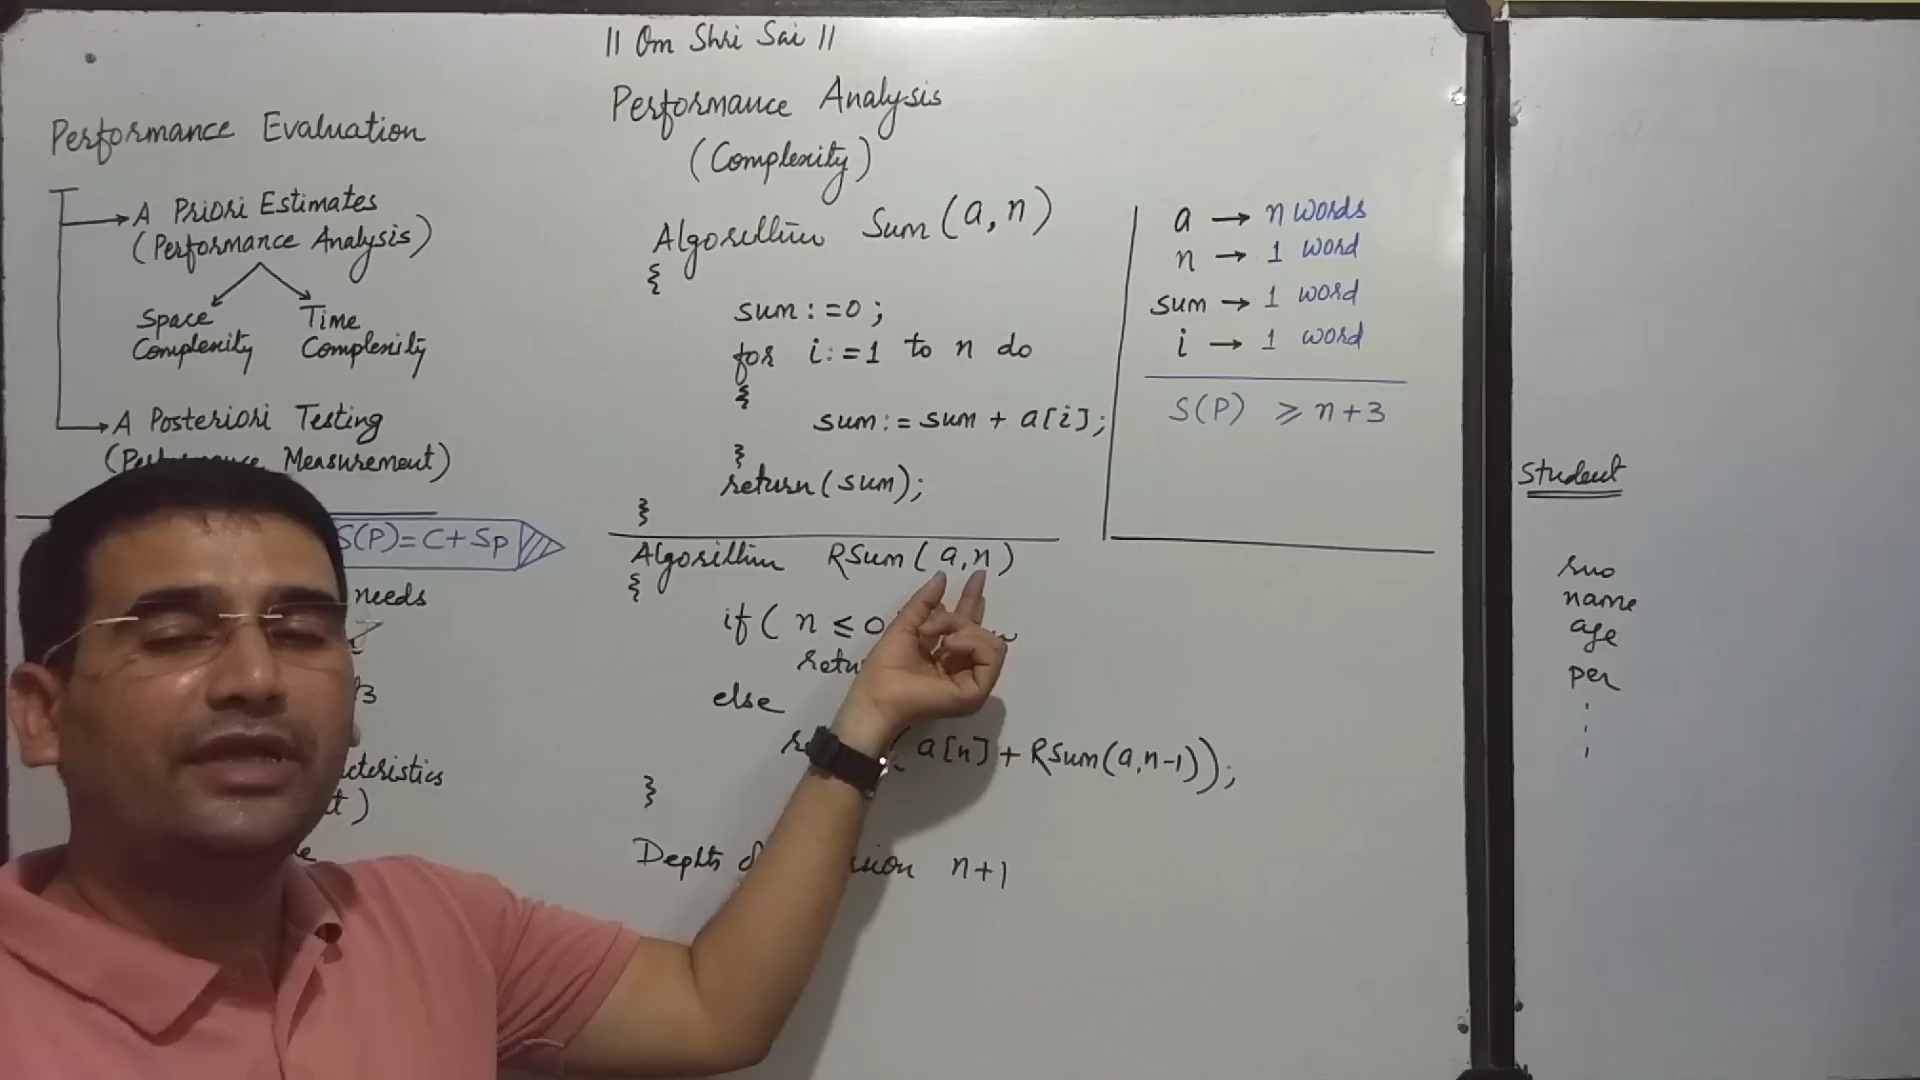 || Om Shri Sai ||
Performance Analysis
(Complexity)
Performance Evaluation
A Priori Estimates
(Performance Analysis)
Space Complexity
Time Complexity
A Posteriori Testing
Measurement)
S(P)=C+Sp
needs
Algorithm Sum(a,n)
{
sum:=0;
for i:=1 to n do
{
sum:=sum + a[i];
}
return(sum);
}
Algorithm RSum(a,n)
{
if( n ≤ 0
else
a[n] + RSum(a,n-1));
}
Depth n+1
a → n words
n → 1 word
sum → 1 word
i → 1 word
S(P) ≥ n+3
Student
rno
name
age
per